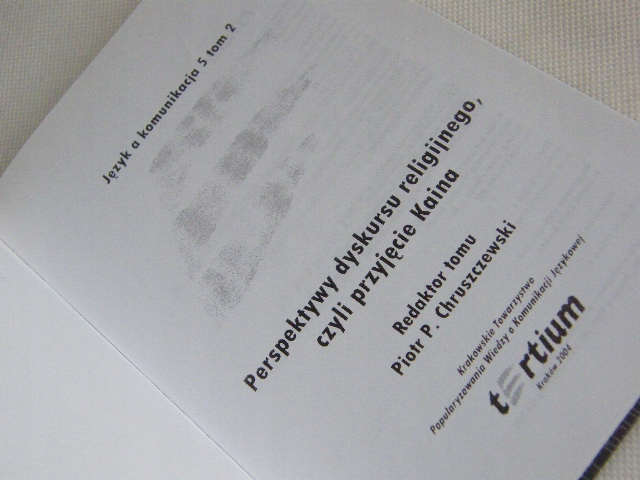 Język a komunikacja 5 tom 2
Perspektywy dyskursu religijnego,
czyli przyjęcie Kaina
Redaktor tomu
Piotr P. Chruszczewski
Krakowskie Towarzystwo
Popularyzowania Wiedzy o Komunikacji Językowej
tErtium
Kraków 2004